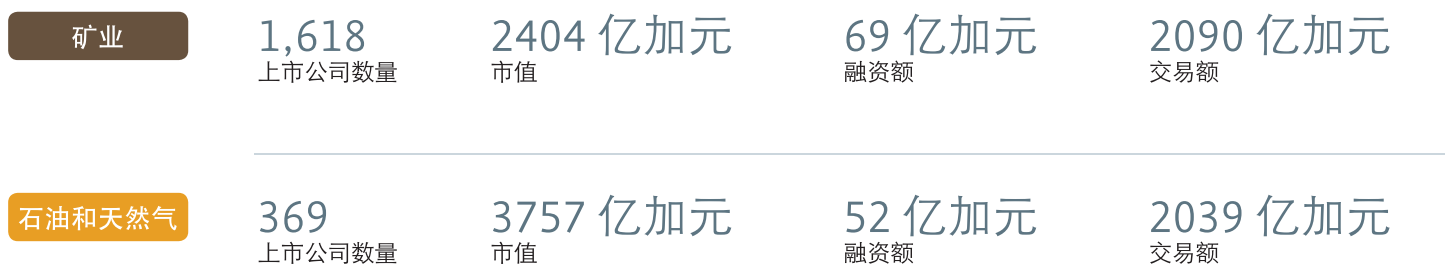 矿业
1,618 2404 亿加元 69 亿加元 2090 亿加元
上市公司数量 市值 融资额 交易额
石油和天然气
369 3757 亿加元 52 亿加元 2039 亿加元
上市公司数量 市值 融资额 交易额